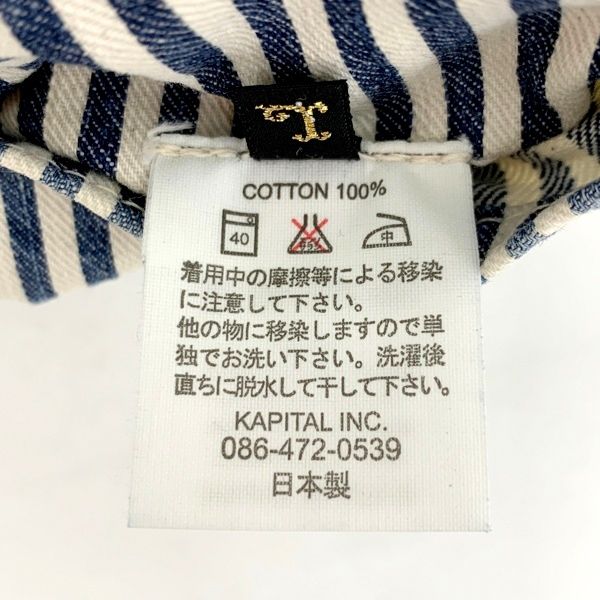 L
COTTON 100%
40 中
着用中の摩擦等による移染
に注意して下さい。
他の物に移染しますので単
独でお洗い下さい。洗濯後
直ちに脱水して干して下さい。
KAPITAL INC.
086-472-0539
日本製